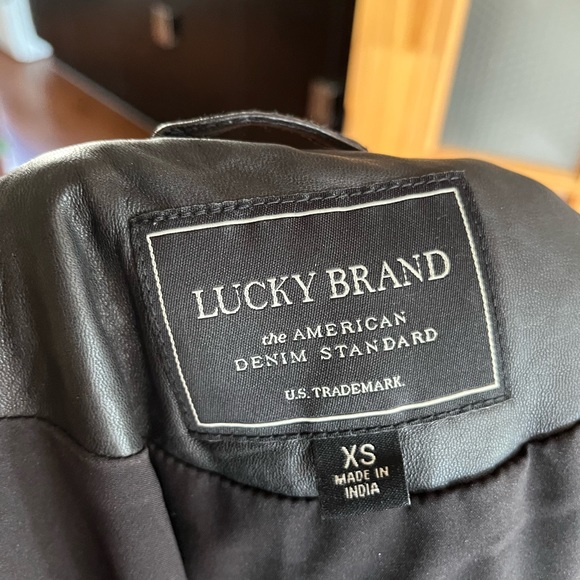 LUCKY BRAND
the AMERICAN
DENIM STANDARD
U.S. TRADEMARK.
XS
MADE IN
INDIA